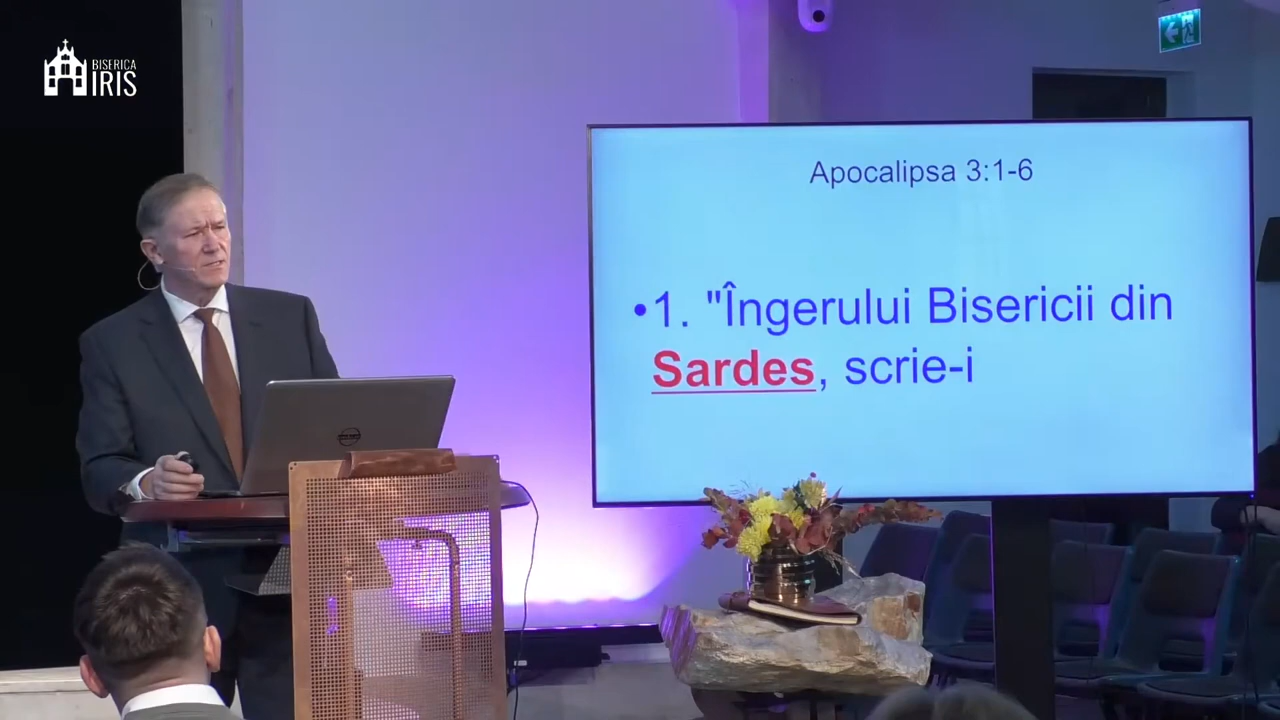 BISERICA
IRIS
Apocalipsa 3:1-6
•1. "Îngerului Bisericii din
Sardes, scrie-i